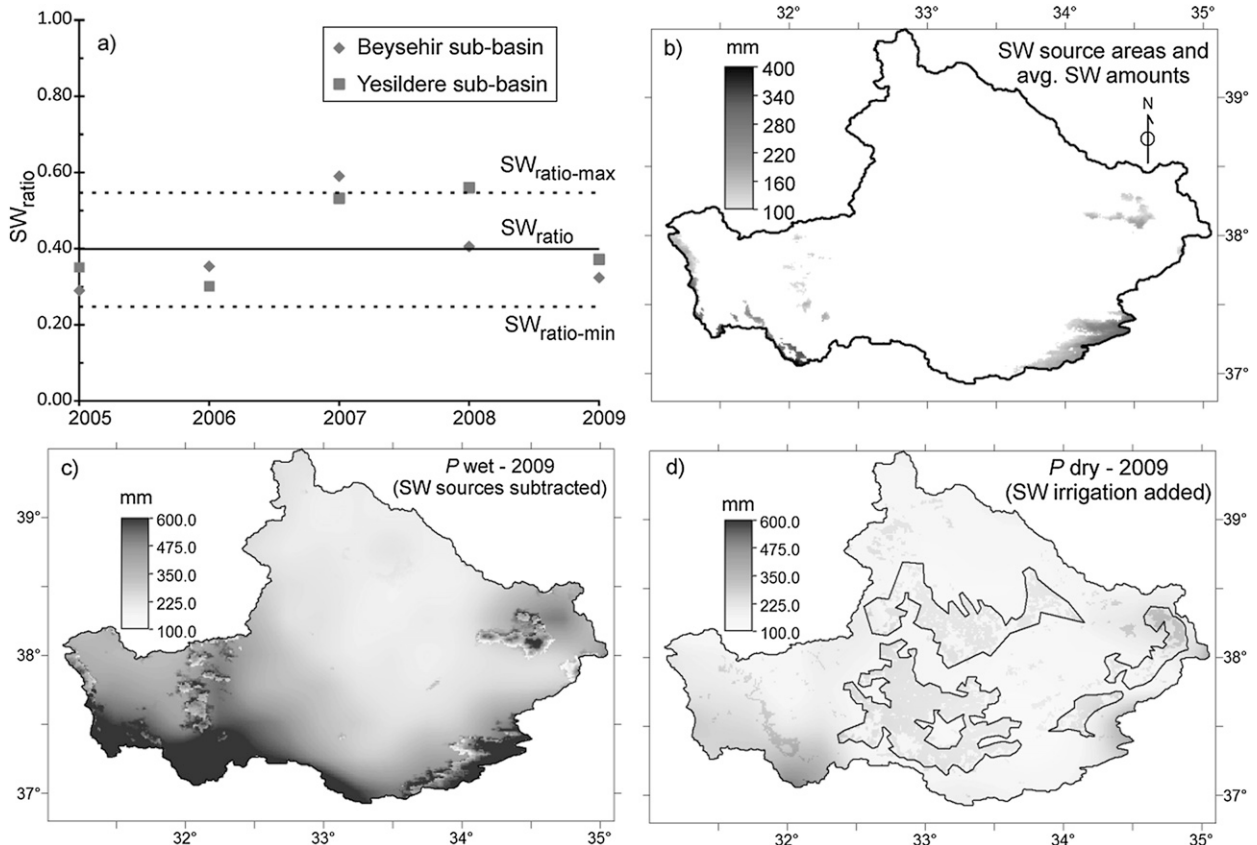 a)
Beysehir sub-basin
Yesildere sub-basin
1.00
0.80
0.60
0.40
0.20
0.00
SWratio
SWratio-max
SWratio
SWratio-min
2005 2006 2007 2008 2009
32° 33° 34° 35°
b)
mm
400
340
280
220
160
100
SW source areas and
avg. SW amounts
N
39°
38°
37°
c)
P wet - 2009
(SW sources subtracted)
mm
600.0
475.0
350.0
225.0
100.0
39°
38°
37°
32° 33° 34° 35°
d)
P dry - 2009
(SW irrigation added)
mm
600.0
475.0
350.0
225.0
100.0
39°
38°
37°
32° 33° 34° 35°